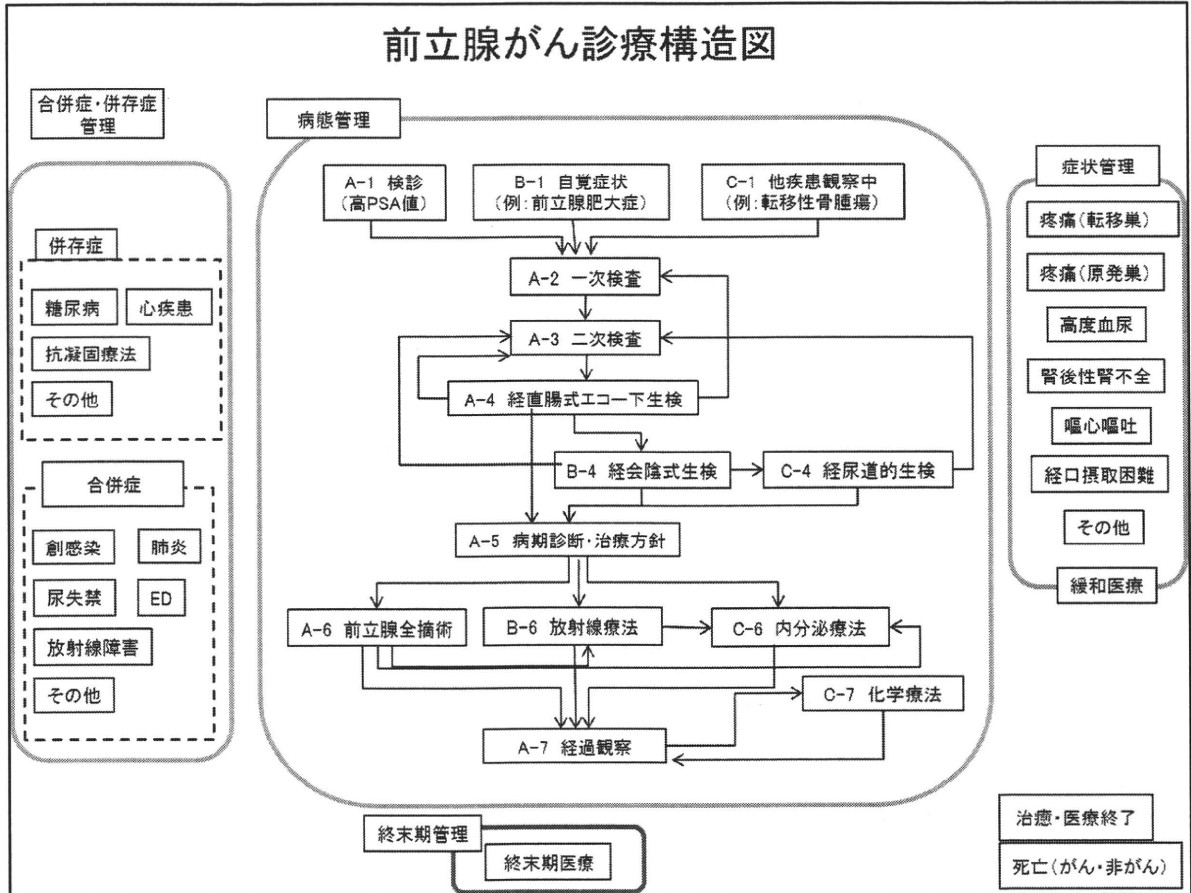 前立腺がん診療構造図
合併症・併存症
管理
併存症
糖尿病
心疾患
抗凝固療法
その他
合併症
創感染
肺炎
尿失禁
ED
放射線障害
その他
病態管理
A-1 検診
(高PSA値)
B-1 自覚症状
(例:前立腺肥大症)
C-1 他疾患観察中
(例:転移性骨腫瘍)
A-2 一次検査
A-3 二次検査
A-4 経直腸式エコー下生検
B-4 経会陰式生検
C-4 経尿道的生検
A-5 病期診断・治療方針
A-6 前立腺全摘術
B-6 放射線療法
C-6 内分泌療法
C-7 化学療法
A-7 経過観察
症状管理
疼痛(転移巣)
疼痛(原発巣)
高度血尿
腎後性腎不全
嘔心嘔吐
経口摂取困難
その他
緩和医療
終末期管理
終末期医療
治癒・医療終了
死亡(がん・非がん)